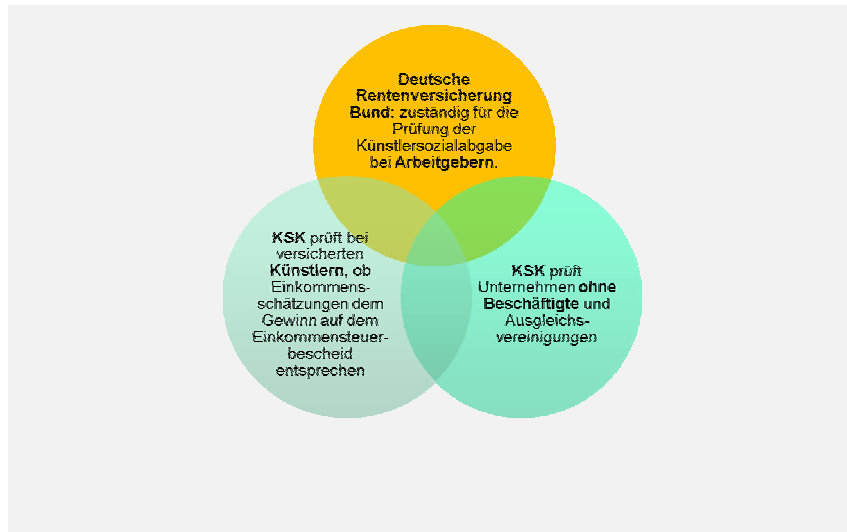 Deutsche
Rentenversicherung
Bund: zuständig für die
Prüfung der
Künstlersozialabgabe
bei Arbeitgebern.
KSK prüft bei
versicherten
Künstlern, ob
Einkommens-
schätzungen dem
Gewinn auf dem
Einkommensteuer-
bescheid
entsprechen
KSK prüft
Unternehmen ohne
Beschäftigte und
Ausgleichs-
vereinigungen